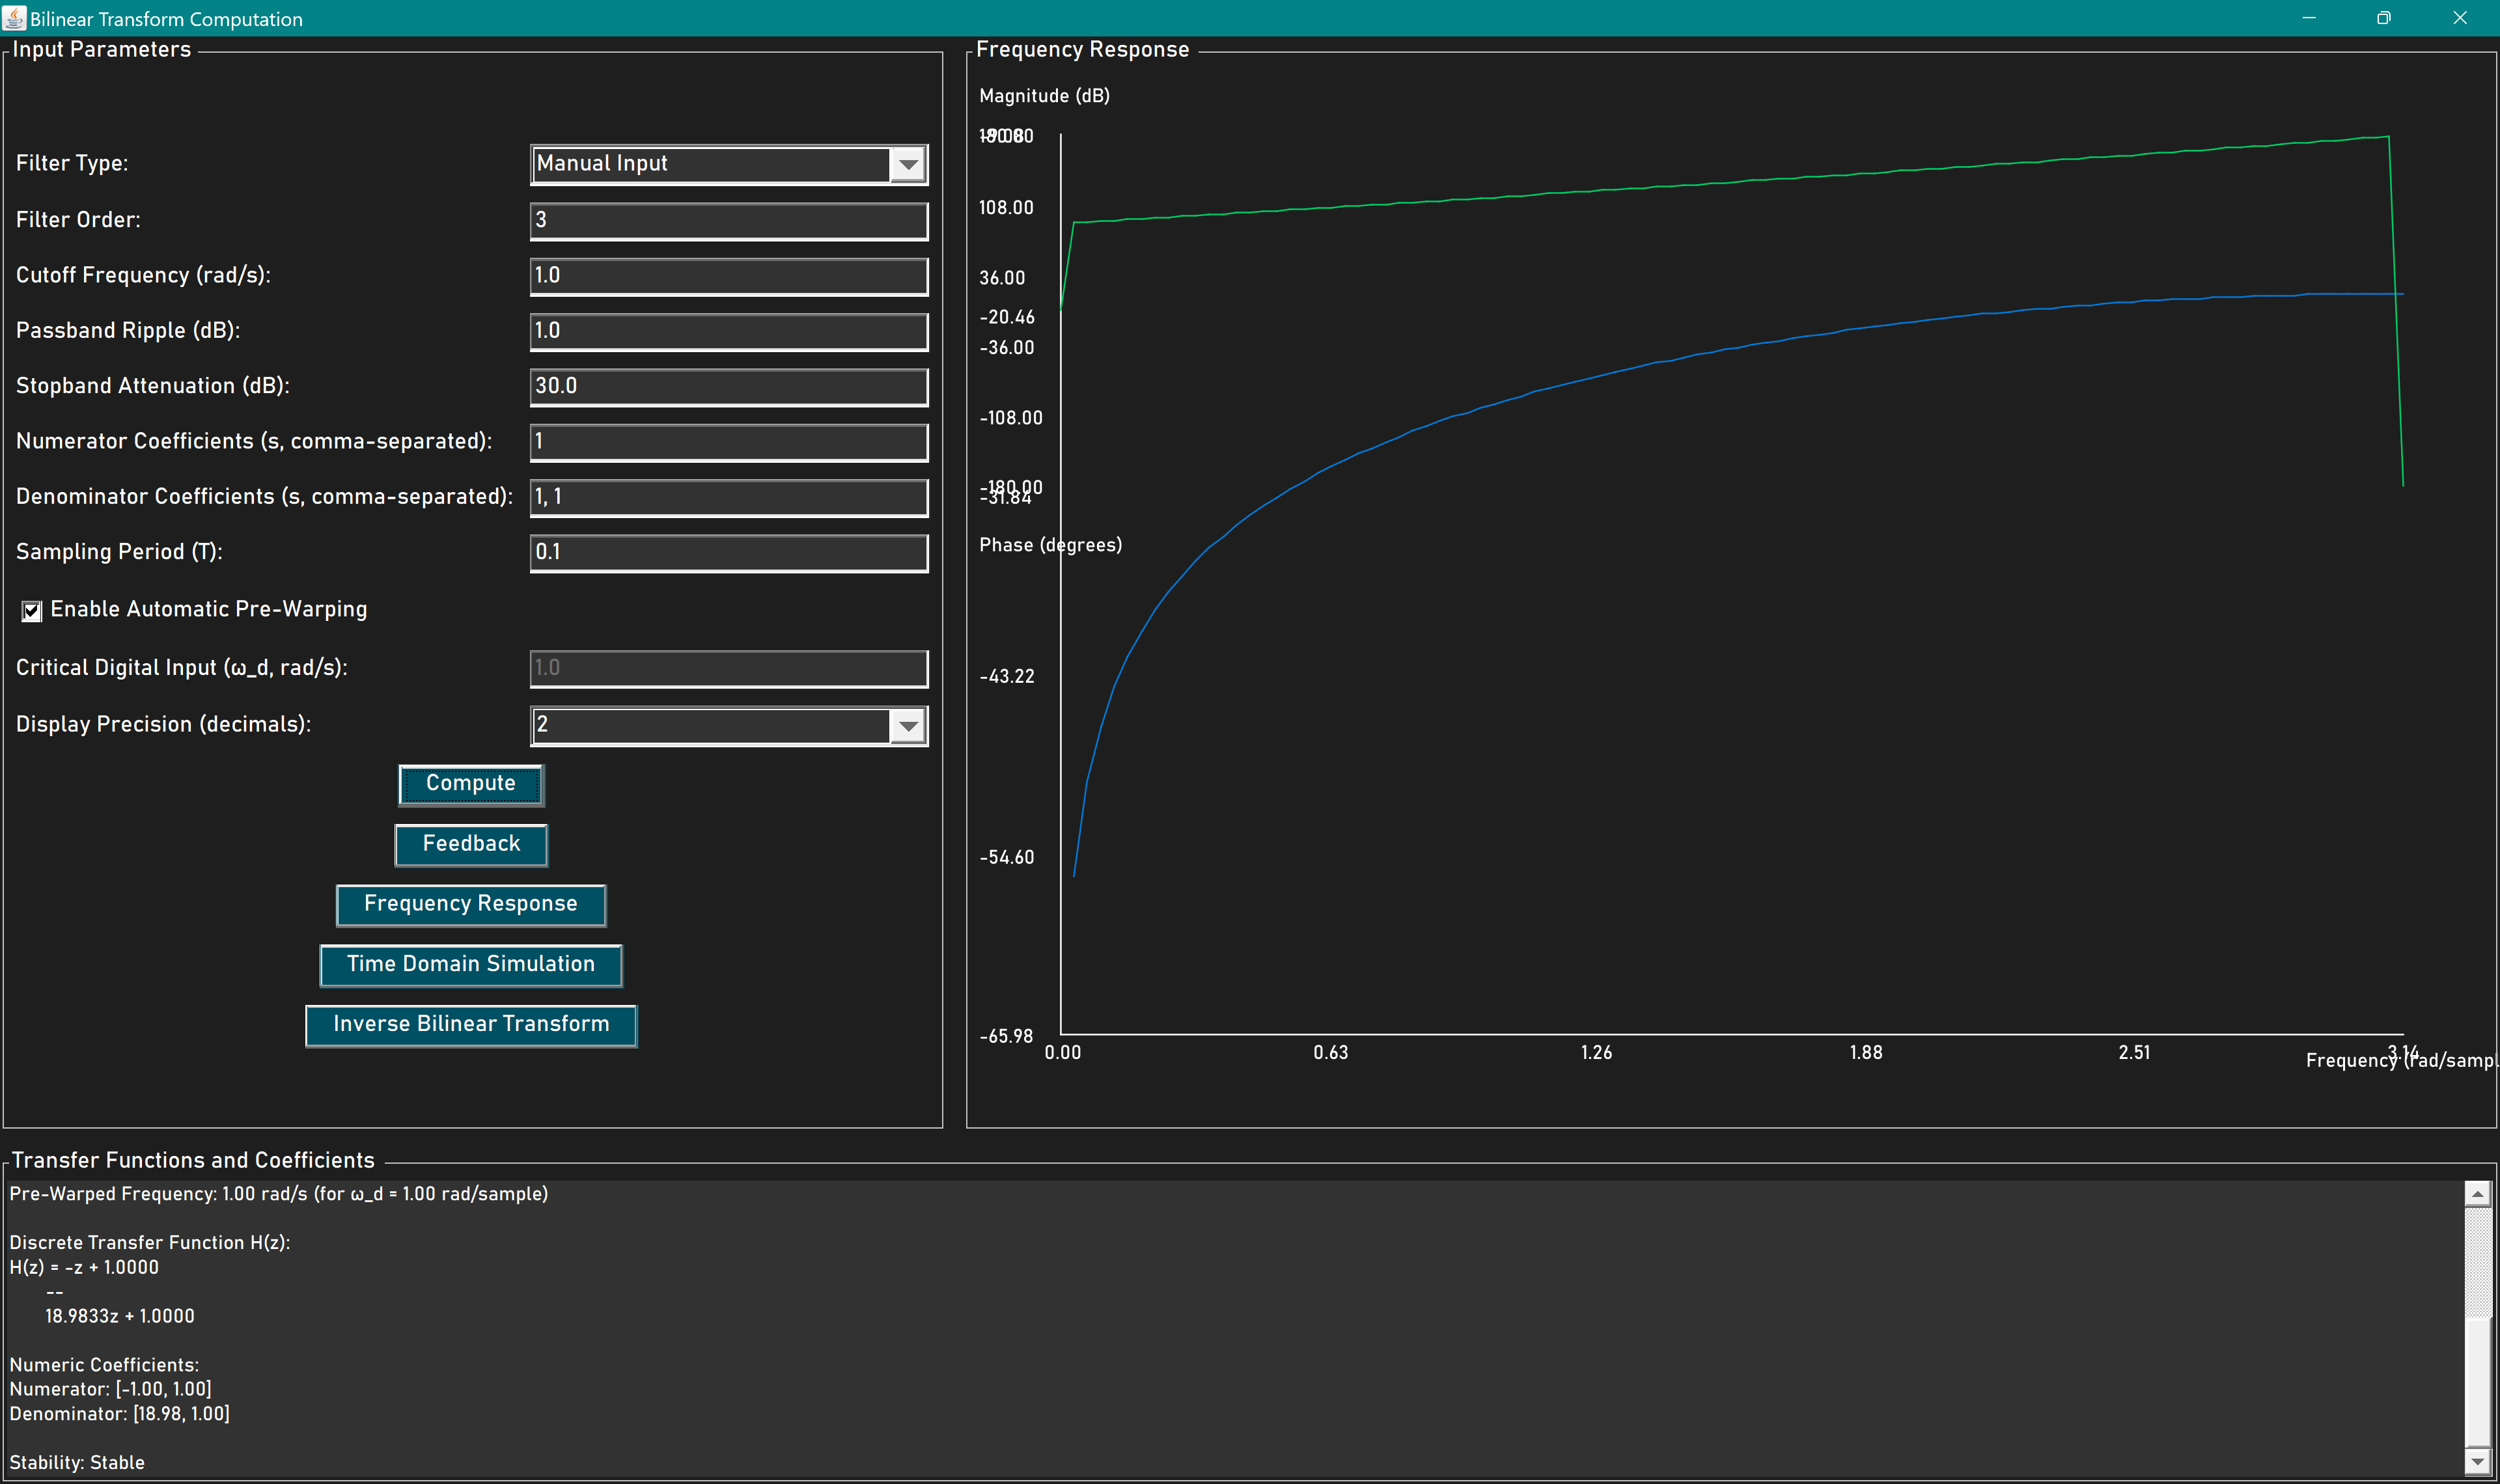 Bilinear Transform Computation
Input Parameters
Filter Type: Manual Input
Filter Order: 3
Cutoff Frequency (rad/s): 1.0
Passband Ripple (dB): 1.0
Stopband Attenuation (dB): 30.0
Numerator Coefficients (s, comma-separated): 1
Denominator Coefficients (s, comma-separated): 1, 1
Sampling Period (T): 0.1
Enable Automatic Pre-Warping
Critical Digital Input (ω_d, rad/s): 1.0
Display Precision (decimals): 2
Compute
Feedback
Frequency Response
Time Domain Simulation
Inverse Bilinear Transform
Frequency Response
Magnitude (dB)
108.00
36.00
-20.46
-36.00
-108.00
-180.00
-31.84
Phase (degrees)
-43.22
-54.60
-65.98
0.00 0.63 1.26 1.88 2.51 3.14
Frequency (rad/sampl
Transfer Functions and Coefficients
Pre-Warped Frequency: 1.00 rad/s (for ω_d = 1.00 rad/sample)
Discrete Transfer Function H(z):
H(z) = -z + 1.0000
--
18.9833z + 1.0000
Numeric Coefficients:
Numerator: [-1.00, 1.00]
Denominator: [18.98, 1.00]
Stability: Stable